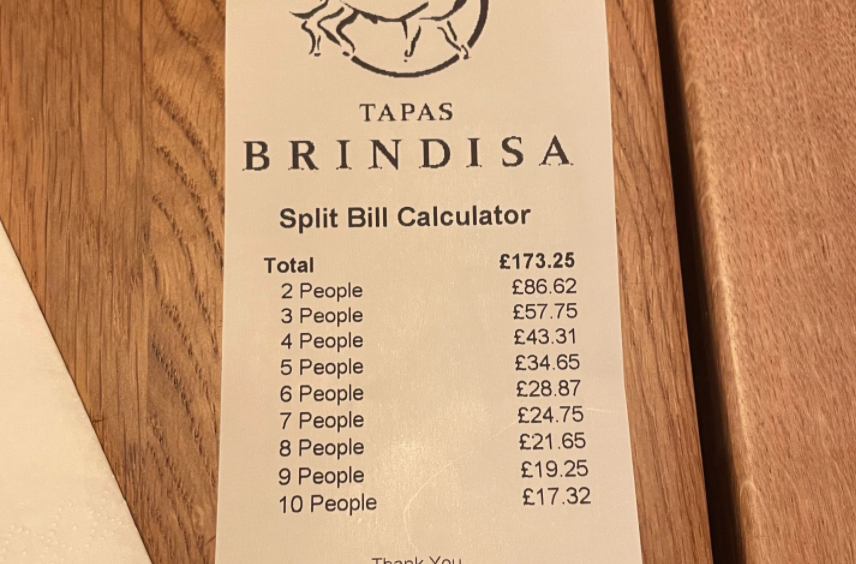 TAPAS
BRINDISA
Split Bill Calculator
Total £173.25
2 People £86.62
3 People £57.75
4 People £43.31
5 People £34.65
6 People £28.87
7 People £24.75
8 People £21.65
9 People £19.25
10 People £17.32
Thank You